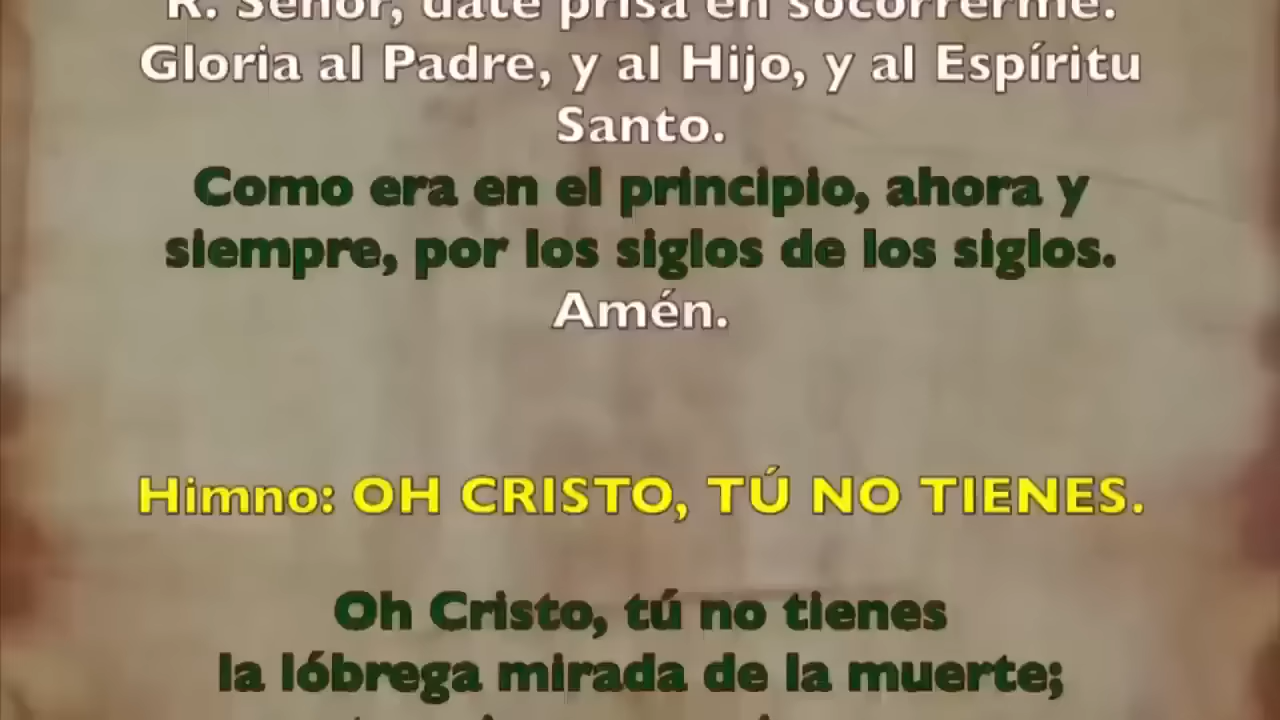 R. Señor, date prisa en socorrerme.
Gloria al Padre, y al Hijo, y al Espíritu
Santo.
Como era en el principio, ahora y
siempre, por los siglos de los siglos.
Amén.
Himno: OH CRISTO, TÚ NO TIENES.
Oh Cristo, tú no tienes
la lóbrega mirada de la muerte;